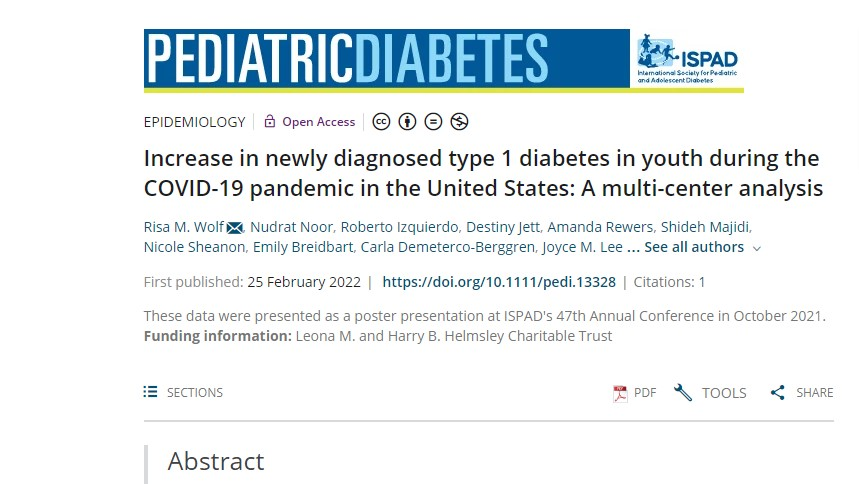 PEDIATRICDIABETES
ISPAD
International Society for Pediatric
and Adolescent Diabetes
EPIDEMIOLOGY | Open Access | cc
Increase in newly diagnosed type 1 diabetes in youth during the
COVID-19 pandemic in the United States: A multi-center analysis
Risa M. Wolf, Nudrat Noor, Roberto Izquierdo, Destiny Jett, Amanda Rewers, Shideh Majidi,
Nicole Sheanon, Emily Breidbart, Carla Demeterco-Berggren, Joyce M. Lee ... See all authors
First published: 25 February 2022 | https://doi.org/10.1111/pedi.13328 | Citations: 1
These data were presented as a poster presentation at ISPAD's 47th Annual Conference in October 2021.
Funding information: Leona M. and Harry B. Helmsley Charitable Trust
SECTIONS PDF TOOLS SHARE
Abstract